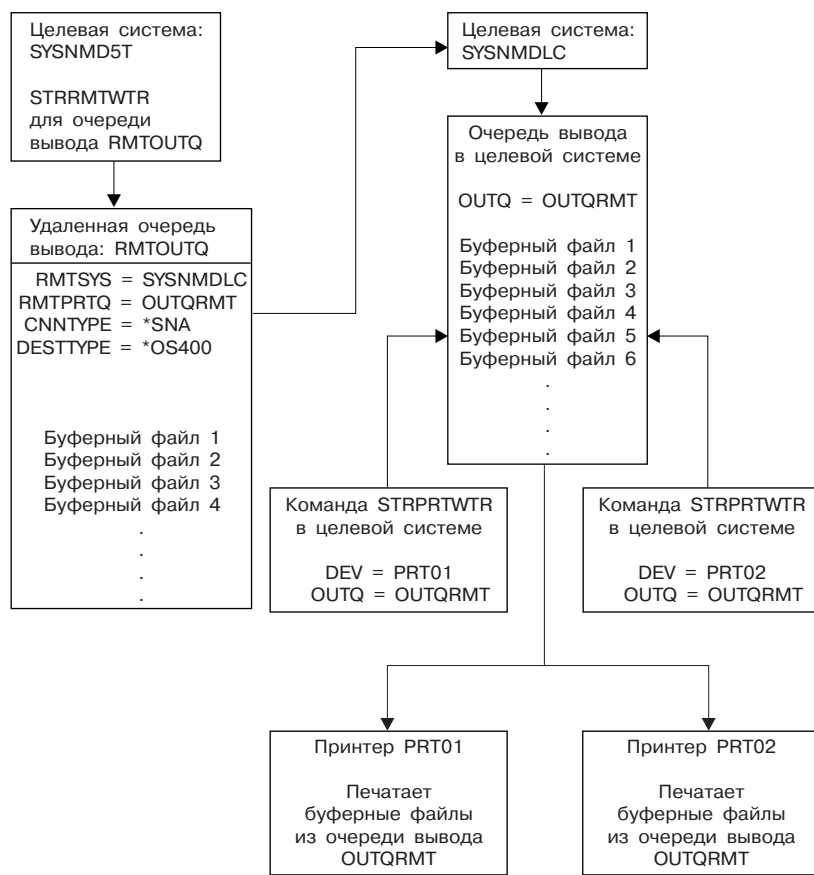 Целевая система:
SYSNMD5T
STRRMTWTR
для очереди
вывода RMTOUTQ
Удаленная очередь
вывода: RMTOUTQ
RMTSYS = SYSNMDLC
RMTPRTQ = OUTQRMT
CNNTYPE = *SNA
DESTTYPE = *OS400
Буферный файл 1
Буферный файл 2
Буферный файл 3
Буферный файл 4
.
.
.
.
Целевая система:
SYSNMDLC
Очередь вывода
в целевой системе
OUTQ = OUTQRMT
Буферный файл 1
Буферный файл 2
Буферный файл 3
Буферный файл 4
Буферный файл 5
Буферный файл 6
.
.
.
.
Команда STRPRTWTR
в целевой системе
DEV = PRT01
OUTQ = OUTQRMT
Команда STRPRTWTR
в целевой системе
DEV = PRT02
OUTQ = OUTQRMT
Принтер PRT01
Печатает
буферные файлы
из очереди вывода
OUTQRMT
Принтер PRT02
Печатает
буферные файлы
из очереди вывода
OUTQRMT